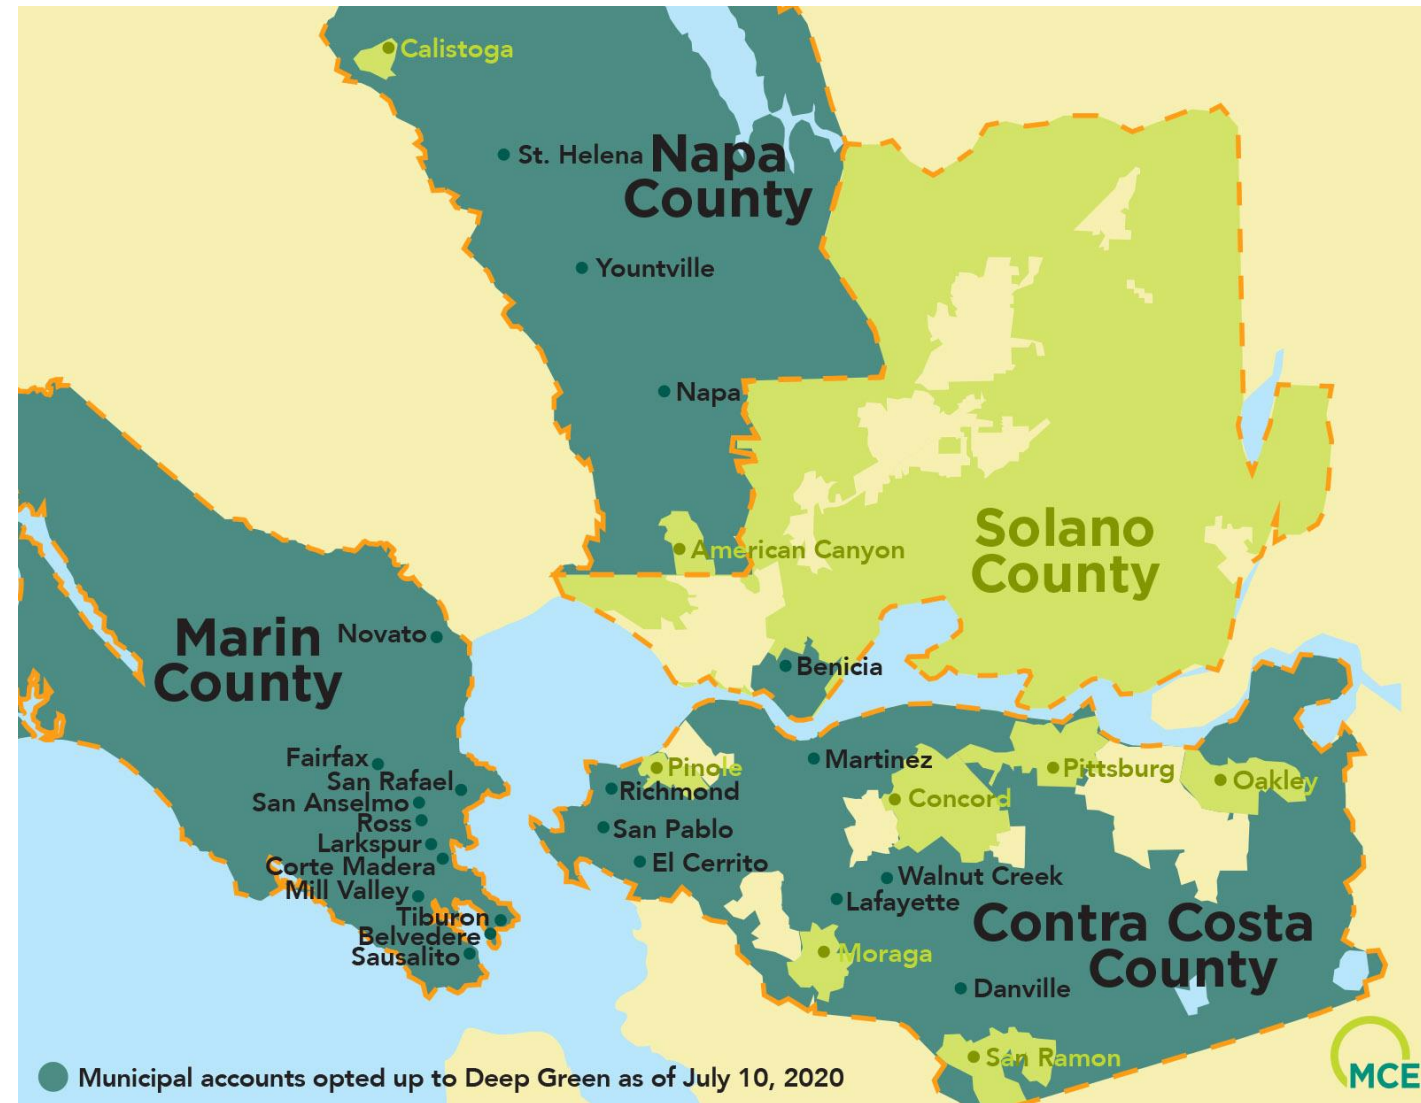 Calistoga
St. Helena
Napa
County
Yountville
Napa
American Canyon
Solano
County
Marin
County
Novato
Benicia
Fairfax
San Rafael
San Anselmo
Ross
Larkspur
Corte Madera
Mill Valley
Tiburon
Belvedere
Sausalito
Pinole
Richmond
San Pablo
El Cerrito
Martinez
Concord
Pittsburg
Oakley
Walnut Creek
Lafayette
Contra Costa
County
Moraga
Danville
San Ramon
Municipal accounts opted up to Deep Green as of July 10, 2020
MCE